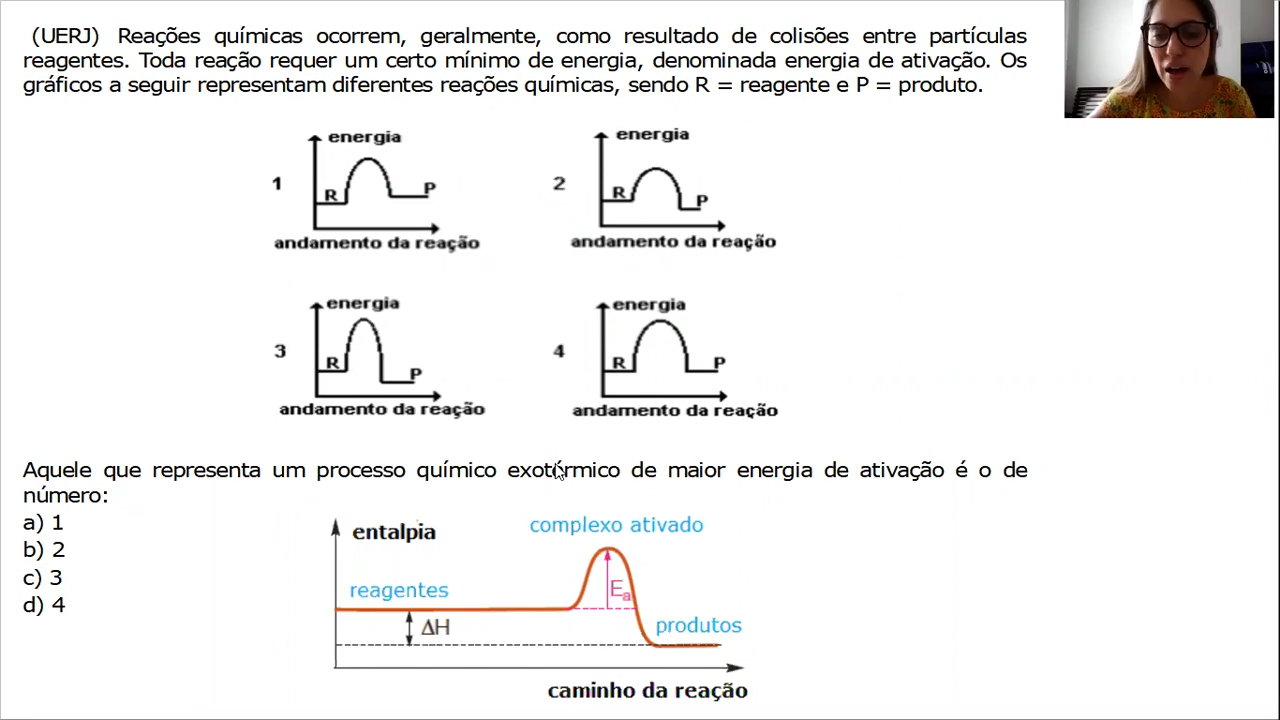 (UERJ) Reações químicas ocorrem, geralmente, como resultado de colisões entre partículas
reagentes. Toda reação requer um certo mínimo de energia, denominada energia de ativação. Os
gráficos a seguir representam diferentes reações químicas, sendo R = reagente e P = produto.
energia
1
R
P
andamento da reação
energia
2
R
P
andamento da reação
energia
3
R
P
andamento da reação
energia
4
R
P
andamento da reação
Aquele que representa um processo químico exotérmico de maior energia de ativação é o de
número:
a) 1
b) 2
c) 3
d) 4
entalpia
complexo ativado
reagentes
Ea
ΔH
produtos
caminho da reação